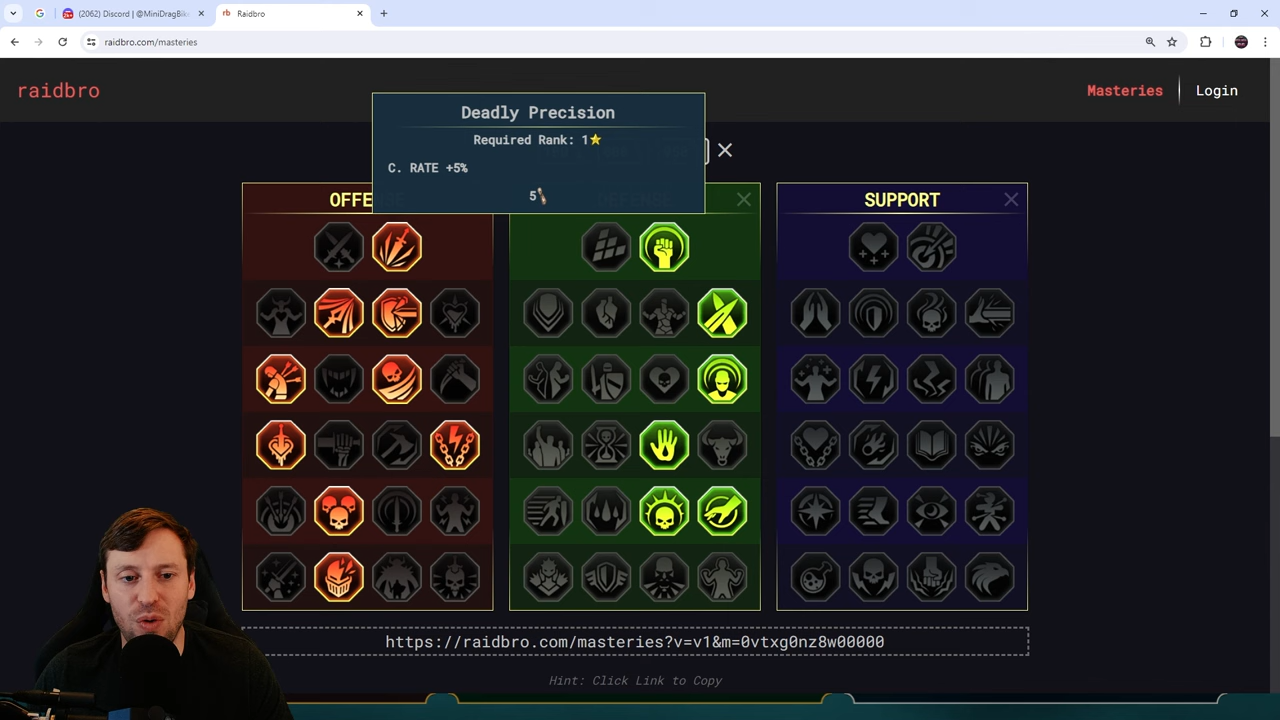 (2062) Discord | @MiniDragBik
Raidbro
raidbro.com/masteries
raidbro
Masteries
Login
Deadly Precision
Required Rank: 1
C. RATE +5%
5
OFFE
SUPPORT
https://raidbro.com/masteries?v=v1&m=0vtxg0nz8w00000
Hint: Click Link to Copy